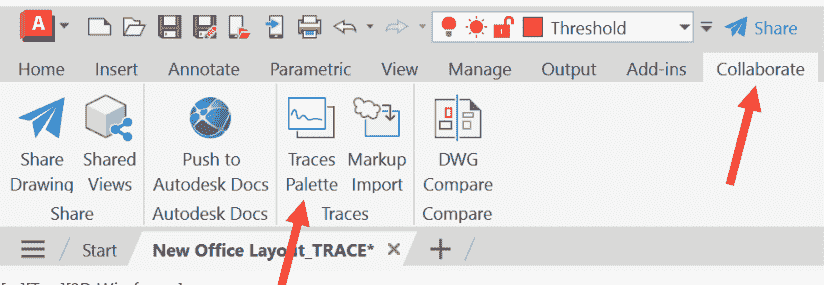 A Threshold Share
Home Insert Annotate Parametric View Manage Output Add-ins Collaborate
Share Shared Push to Traces Markup DWG
Drawing Views Autodesk Docs Palette Import Compare
Share Autodesk Docs Traces Compare
Start New Office Layout_TRACE*